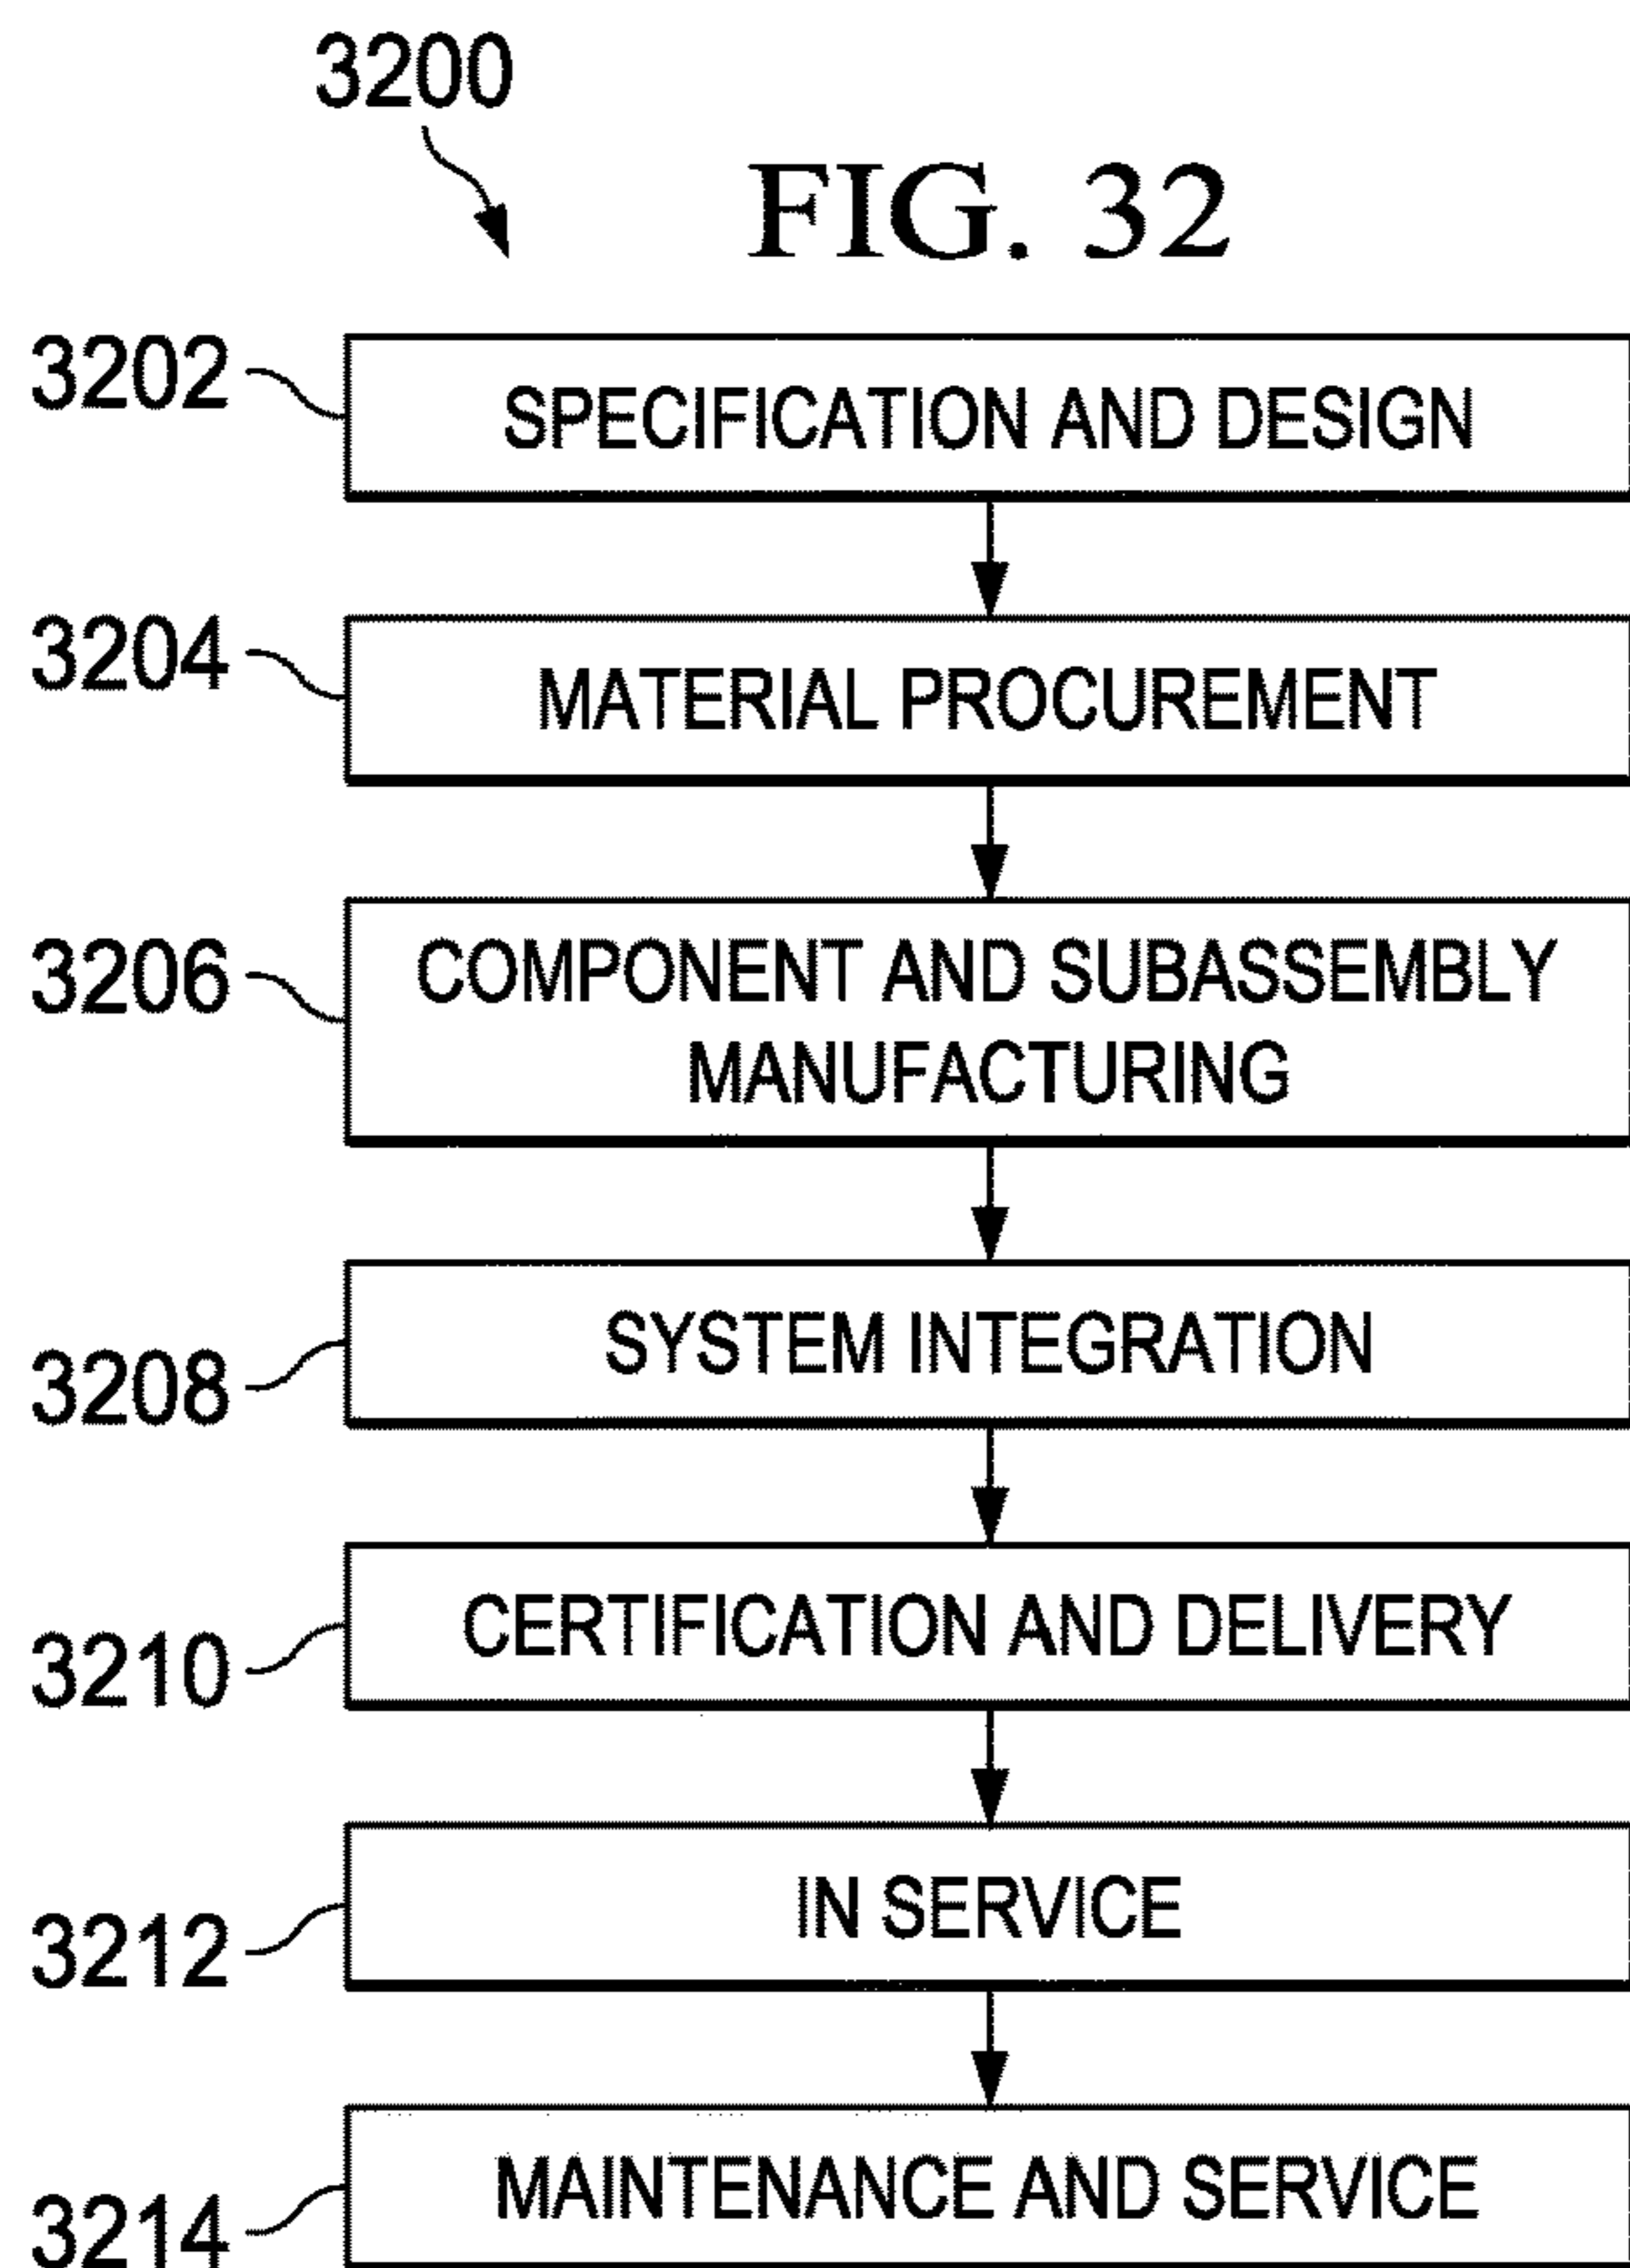 3200
FIG. 32
3202
SPECIFICATION AND DESIGN
3204
MATERIAL PROCUREMENT
3206
COMPONENT AND SUBASSEMBLY
MANUFACTURING
3208
SYSTEM INTEGRATION
3210
CERTIFICATION AND DELIVERY
3212
IN SERVICE
3214
MAINTENANCE AND SERVICE